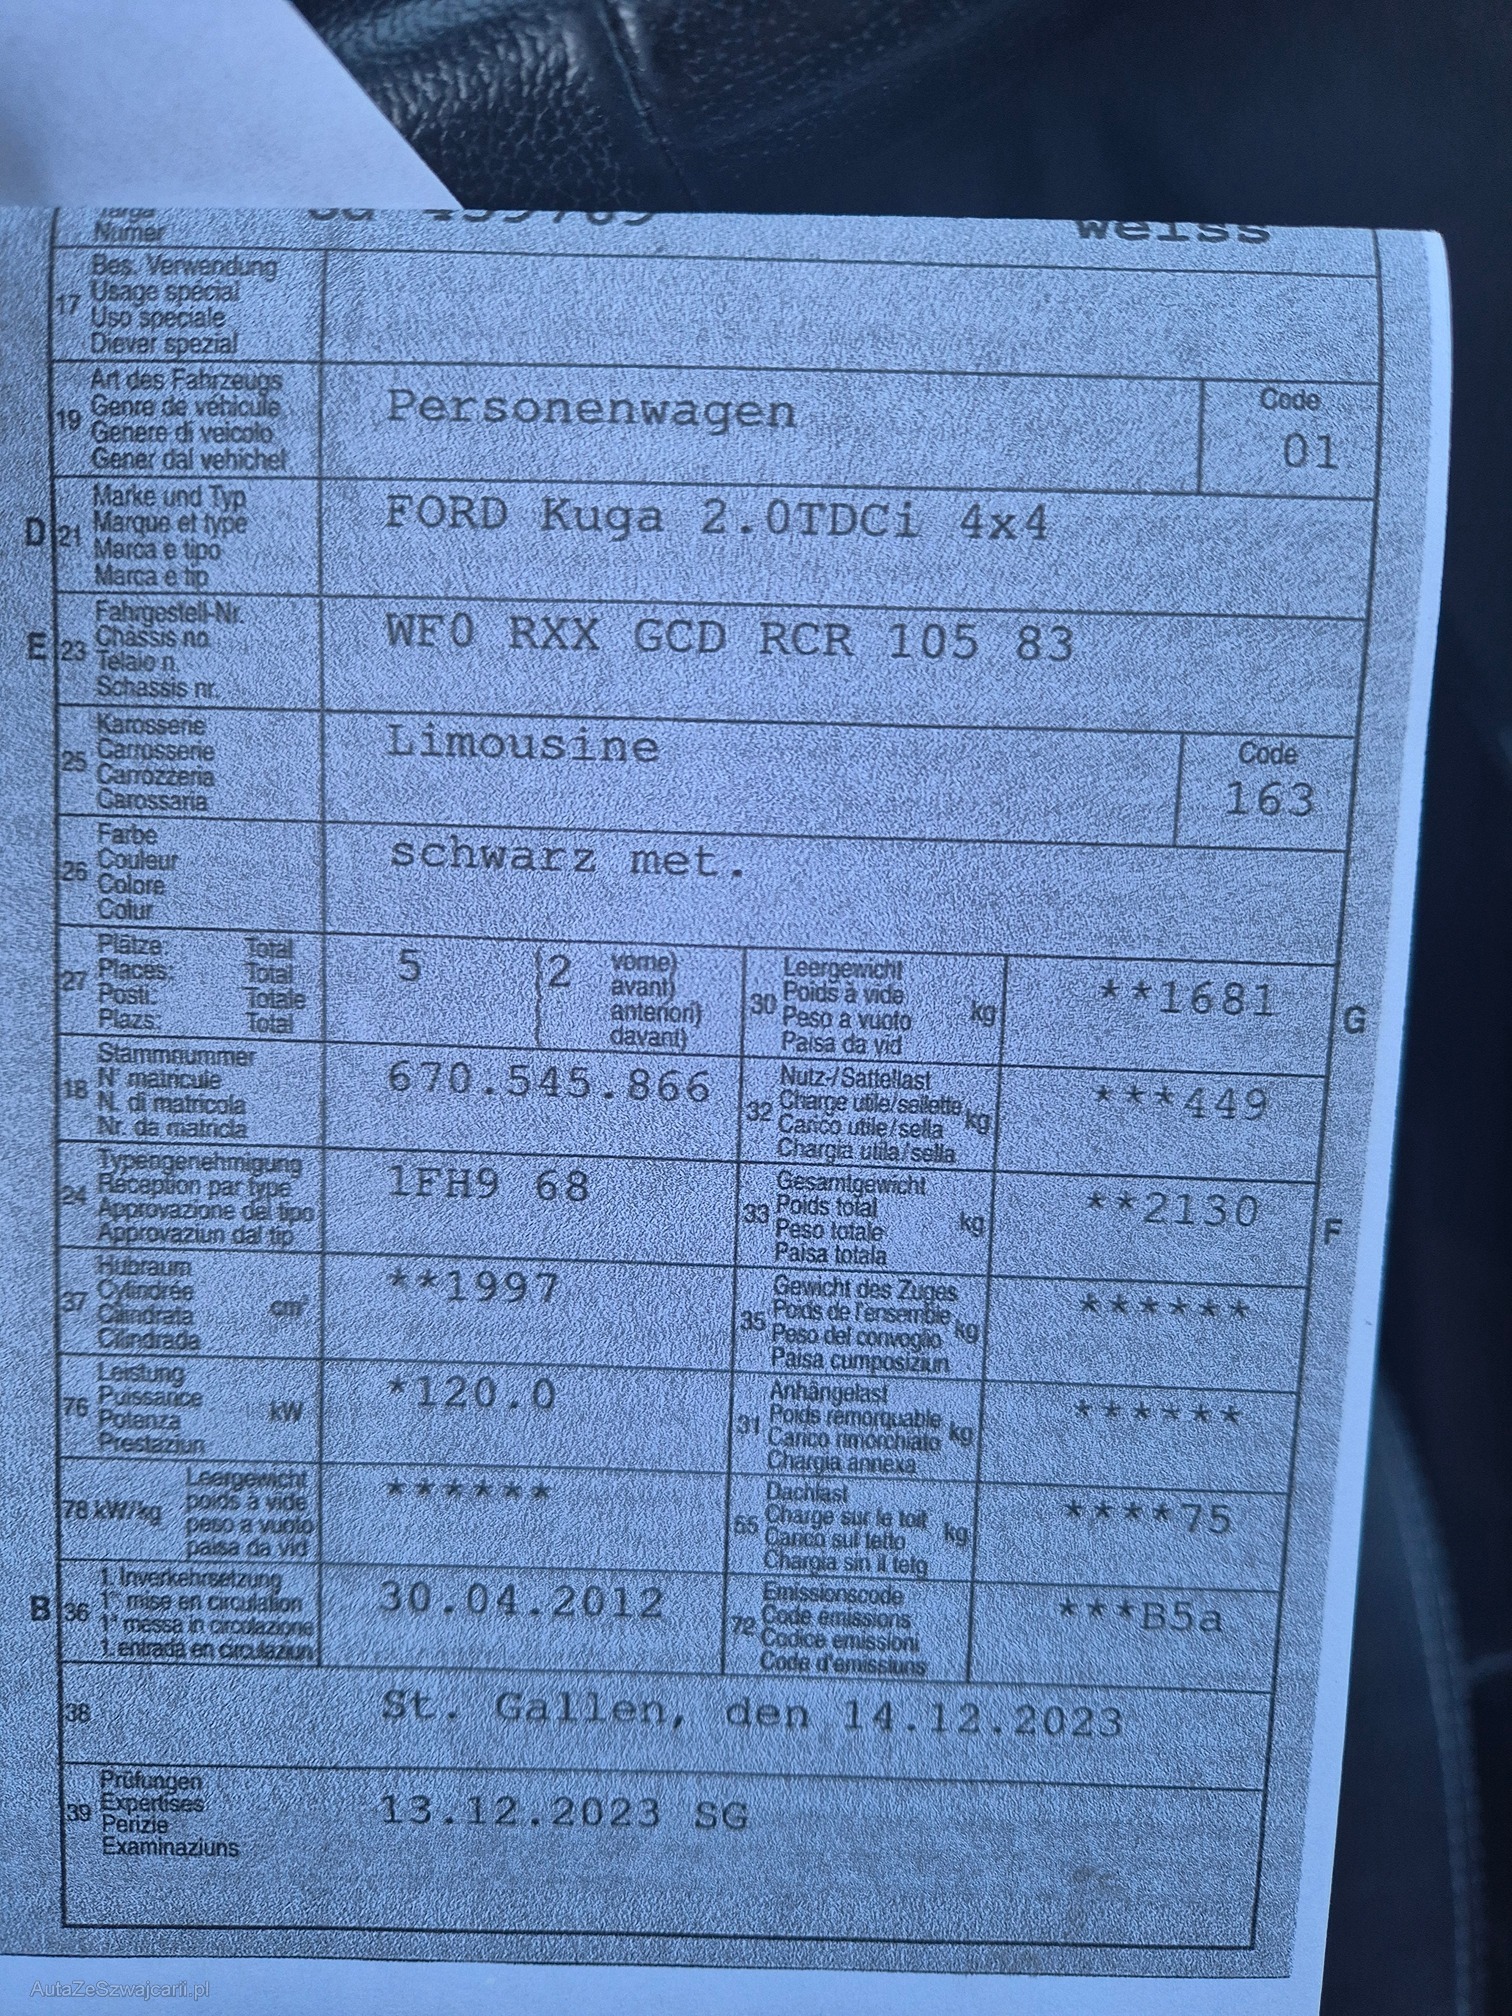 Targa
Numer
weiss
17 Bes. Verwendung
Usage spécial
Uso speciale
Diever spezial
19 Art des Fahrzeugs
Genre de véhicule
Genere di veicolo
Gener dal vehichel
Personenwagen
Code
01
D 21 Marke und Typ
Marque et type
Marca e tipo
Marca e tip
FORD Kuga 2.0TDCi 4x4
E 23 Fahrgestell-Nr.
Châssis no
Telaio n.
Schassis nr.
WF0 RXX GCD RCR 105 83
25 Karosserie
Carrosserie
Carrozzeria
Carossaria
Limousine
Code
163
26 Farbe
Couleur
Colore
Colur
schwarz met.
27 Plätze: Total
Places: Total
Posti: Totale
Plazs: Total
5 (2 vorne)
avant)
anteriori)
davant)
30 Leergewicht
Poids à vide
Peso a vuoto
Paisa da vid
kg
**1681
G
18 Stammnummer
N° matricule
N. di matricola
Nr. da matricla
670.545.866
32 Nutz-/Sattellast
Charge utile/sellette
Carico utile/sella
Chargia utila/sella
kg
***449
24 Typengenehmigung
Réception par type
Approvazione del tipo
Approvaziun dal tip
1FH9 68
33 Gesamtgewicht
Poids total
Peso totale
Paisa totala
kg
**2130
F
37 Hubraum
Cylindrée
Cilindrata
Cilindrada
cm³
**1997
35 Gewicht des Zuges
Poids de l'ensemble
Peso del convoglio
Paisa cumposiziun
kg
******
76 Leistung
Puissance
Potenza
Prestaziun
kW
*120.0
31 Anhängelast
Poids remorquable
Carico rimorchiato
Chargia annexa
kg
******
78 kW/kg Leergewicht
poids à vide
peso a vuoto
paisa da vid
******
55 Dachlast
Charge sur le toit
Carico sul tetto
Chargia sin il tetg
kg
****75
B 36 1. Inverkehrsetzung
1re mise en circulation
1a messa in circolazione
1. entrada en circulaziun
30.04.2012
72 Emissionscode
Code émissions
Codice emissioni
Code d'emissiuns
***B5a
38 St. Gallen, den 14.12.2023
39 Prüfungen
Expertises
Perizie
Examinaziuns
13.12.2023 SG
AutaZeSzwajcarii.pl